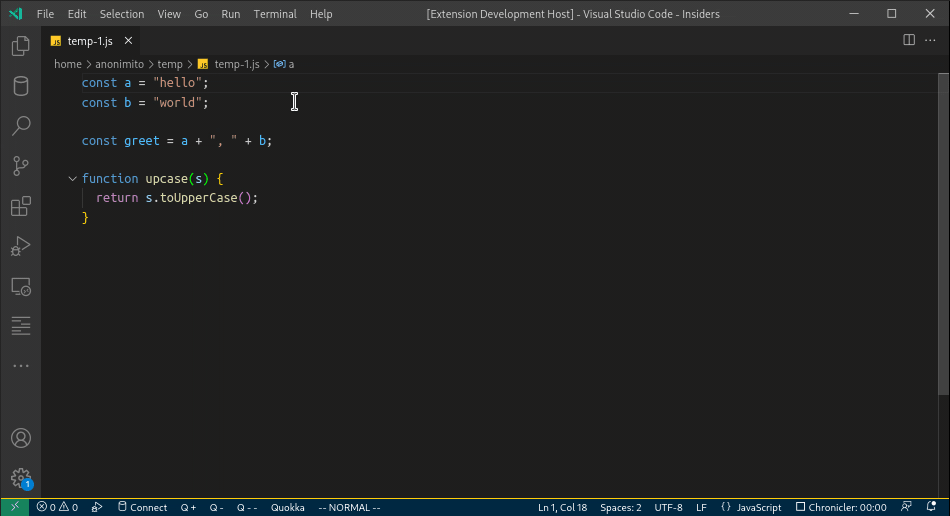 File Edit Selection View Go Run Terminal Help [Extension Development Host] - Visual Studio Code - Insiders
JS temp-1.js
home > anonimito > temp > JS temp-1.js > a
const a = "hello";
const b = "world";
const greet = a + ", " + b;
function upcase(s) {
return s.toUpperCase();
}
1
0 0 Connect Q + Q - Q - - Quokka -- NORMAL -- Ln 1, Col 18 Spaces: 2 UTF-8 LF {} JavaScript Chronicler: 00:00